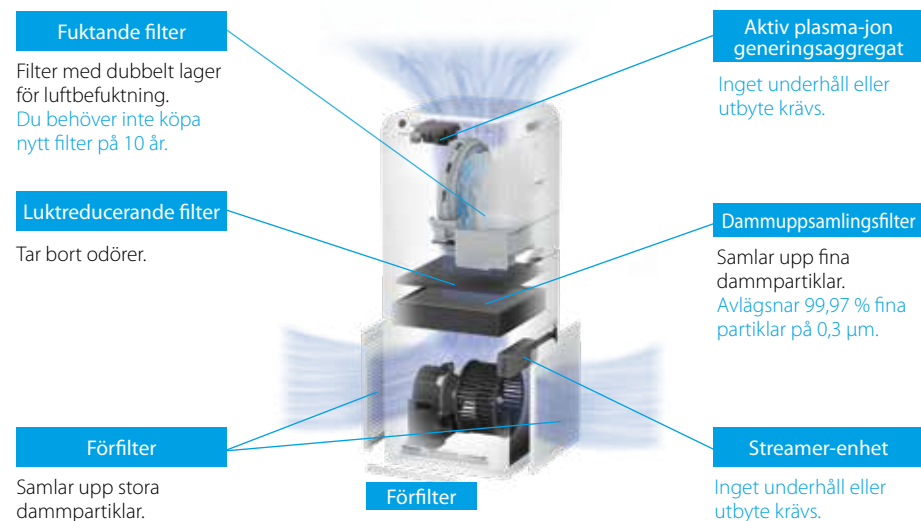 Fuktande filter
Filter med dubbelt lager
för luftbefuktning.
Du behöver inte köpa
nytt filter på 10 år.
Luktreducerande filter
Tar bort odörer.
Förfilter
Samlar upp stora
dammpartiklar.
Förfilter
Aktiv plasma-jon
generingsaggregat
Inget underhåll eller
utbyte krävs.
Dammuppsamlingsfilter
Samlar upp fina
dammpartiklar.
Avlägsnar 99,97 % fina
partiklar på 0,3 µm.
Streamer-enhet
Inget underhåll eller
utbyte krävs.